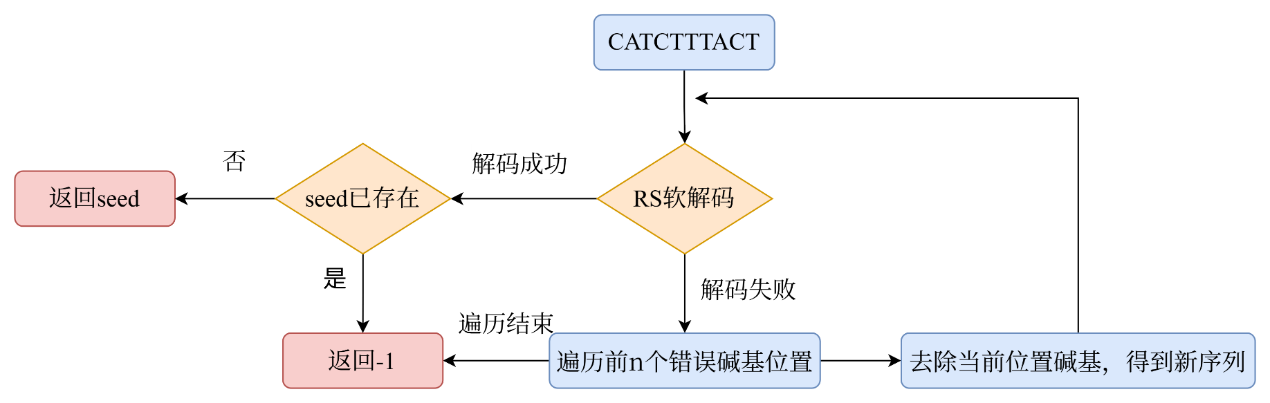 CATCTTTACT
否
解码成功
返回seed
seed已存在
RS软解码
是
解码失败
遍历结束
返回-1
遍历前n个错误碱基位置
去除当前位置碱基，得到新序列